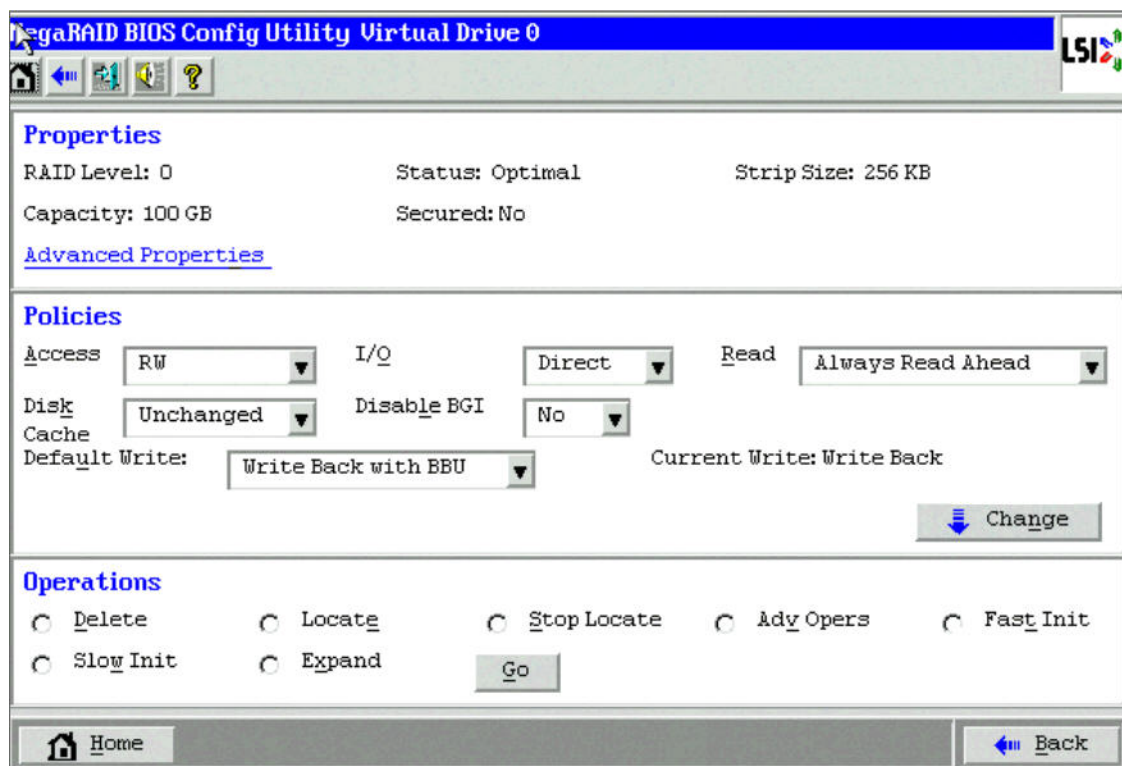 MegaRAID BIOS Config Utility Virtual Drive 0
LSI
Properties
RAID Level: 0 Status: Optimal Strip Size: 256 KB
Capacity: 100 GB Secured: No
Advanced Properties
Policies
Access RW I/O Direct Read Always Read Ahead
Disk Cache Unchanged Disable BGI No
Default Write: Write Back with BBU Current Write: Write Back
Change
Operations
Delete Locate Stop Locate Adv Opers Fast Init
Slow Init Expand Go
Home Back